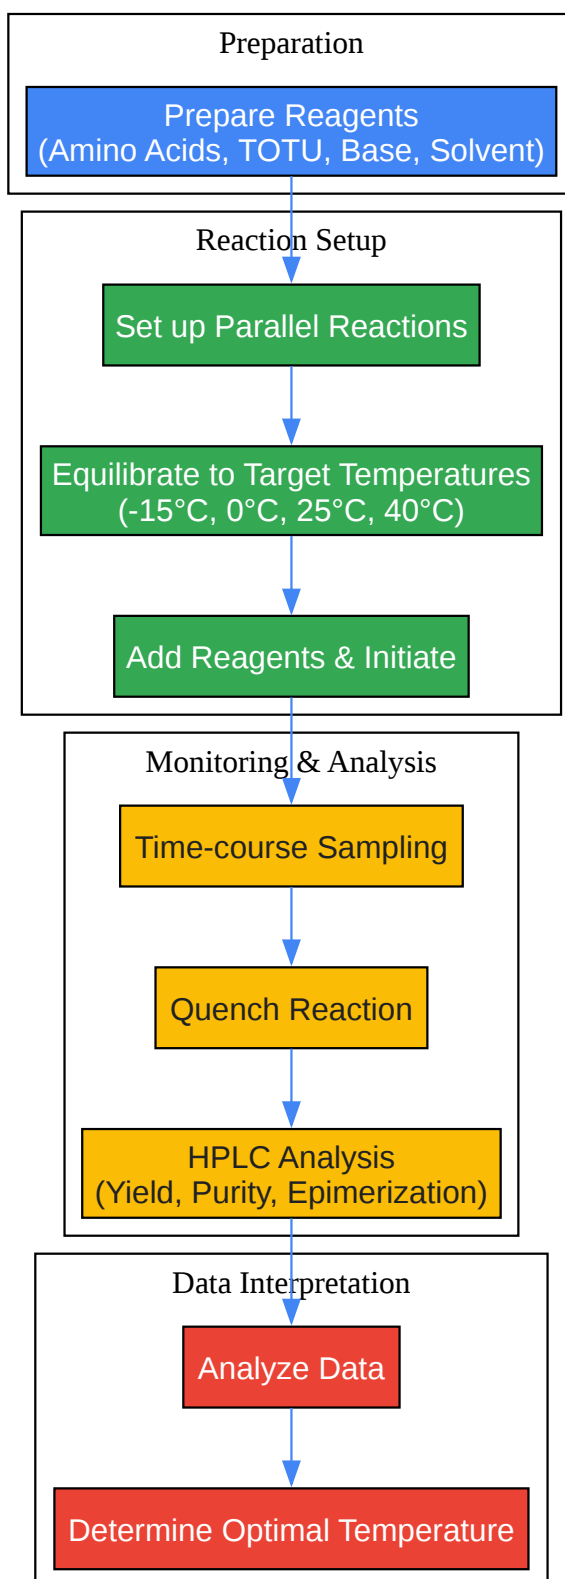 Preparation
Prepare Reagents
(Amino Acids, TOTU, Base, Solvent)
Reaction Setup
Set up Parallel Reactions
Equilibrate to Target Temperatures
(-15°C, 0°C, 25°C, 40°C)
Add Reagents & Initiate
Monitoring & Analysis
Time-course Sampling
Quench Reaction
HPLC Analysis
(Yield, Purity, Epimerization)
Data Interpretation
Analyze Data
Determine Optimal Temperature